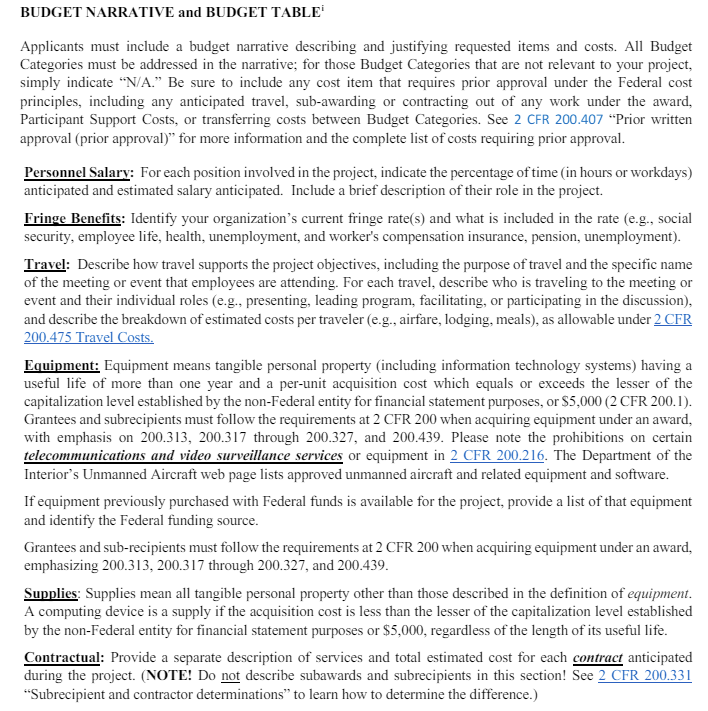 BUDGET NARRATIVE and BUDGET TABLEⁱ
Applicants must include a budget narrative describing and justifying requested items and costs. All Budget
Categories must be addressed in the narrative; for those Budget Categories that are not relevant to your project,
simply indicate “N/A.” Be sure to include any cost item that requires prior approval under the Federal cost
principles, including any anticipated travel, sub-awarding or contracting out of any work under the award,
Participant Support Costs, or transferring costs between Budget Categories. See 2 CFR 200.407 “Prior written
approval (prior approval)” for more information and the complete list of costs requiring prior approval.
Personnel Salary: For each position involved in the project, indicate the percentage of time (in hours or workdays)
anticipated and estimated salary anticipated. Include a brief description of their role in the project.
Fringe Benefits: Identify your organization’s current fringe rate(s) and what is included in the rate (e.g., social
security, employee life, health, unemployment, and worker's compensation insurance, pension, unemployment).
Travel: Describe how travel supports the project objectives, including the purpose of travel and the specific name
of the meeting or event that employees are attending. For each travel, describe who is traveling to the meeting or
event and their individual roles (e.g., presenting, leading program, facilitating, or participating in the discussion),
and describe the breakdown of estimated costs per traveler (e.g., airfare, lodging, meals), as allowable under 2 CFR
200.475 Travel Costs.
Equipment: Equipment means tangible personal property (including information technology systems) having a
useful life of more than one year and a per-unit acquisition cost which equals or exceeds the lesser of the
capitalization level established by the non-Federal entity for financial statement purposes, or $5,000 (2 CFR 200.1).
Grantees and subrecipients must follow the requirements at 2 CFR 200 when acquiring equipment under an award,
with emphasis on 200.313, 200.317 through 200.327, and 200.439. Please note the prohibitions on certain
telecommunications and video surveillance services or equipment in 2 CFR 200.216. The Department of the
Interior’s Unmanned Aircraft web page lists approved unmanned aircraft and related equipment and software.
If equipment previously purchased with Federal funds is available for the project, provide a list of that equipment
and identify the Federal funding source.
Grantees and sub-recipients must follow the requirements at 2 CFR 200 when acquiring equipment under an award,
emphasizing 200.313, 200.317 through 200.327, and 200.439.
Supplies: Supplies mean all tangible personal property other than those described in the definition of equipment.
A computing device is a supply if the acquisition cost is less than the lesser of the capitalization level established
by the non-Federal entity for financial statement purposes or $5,000, regardless of the length of its useful life.
Contractual: Provide a separate description of services and total estimated cost for each contract anticipated
during the project. (NOTE! Do not describe subawards and subrecipients in this section! See 2 CFR 200.331
“Subrecipient and contractor determinations” to learn how to determine the difference.)